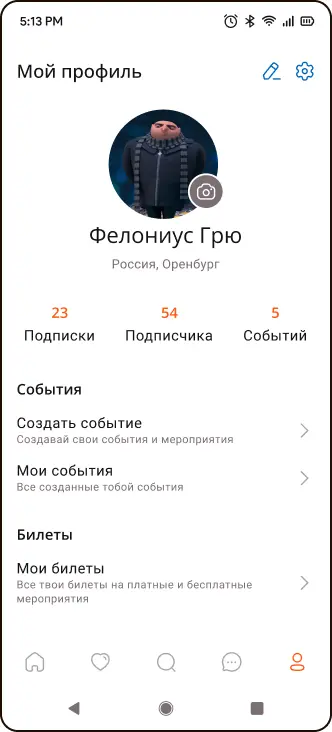 5:13 PM
Мой профиль
Фелониус Грю
Россия, Оренбург
23 54 5
Подписки Подписчика Событий
События
Создать событие
Создавай свои события и мероприятия
Мои события
Все созданные тобой события
Билеты
Мои билеты
Все твои билеты на платные и бесплатные
мероприятия